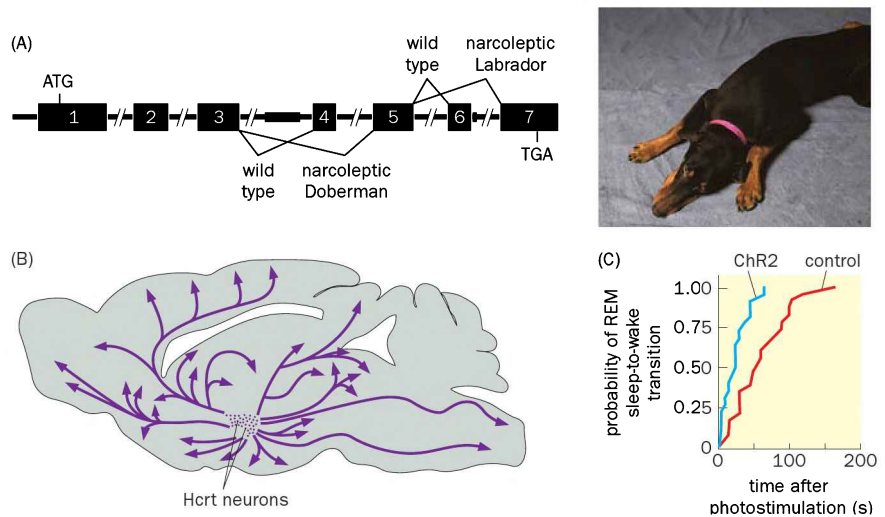 (A)
ATG
1
2
3
4
5
6
7
TGA
wild
type
narcoleptic
Labrador
wild
type
narcoleptic
Doberman
(B)
Hcrt neurons
(C)
ChR2
control
probability of REM
sleep-to-wake
transition
1.00
0.75
0.50
0.25
0
0
100
200
time after
photostimulation (s)